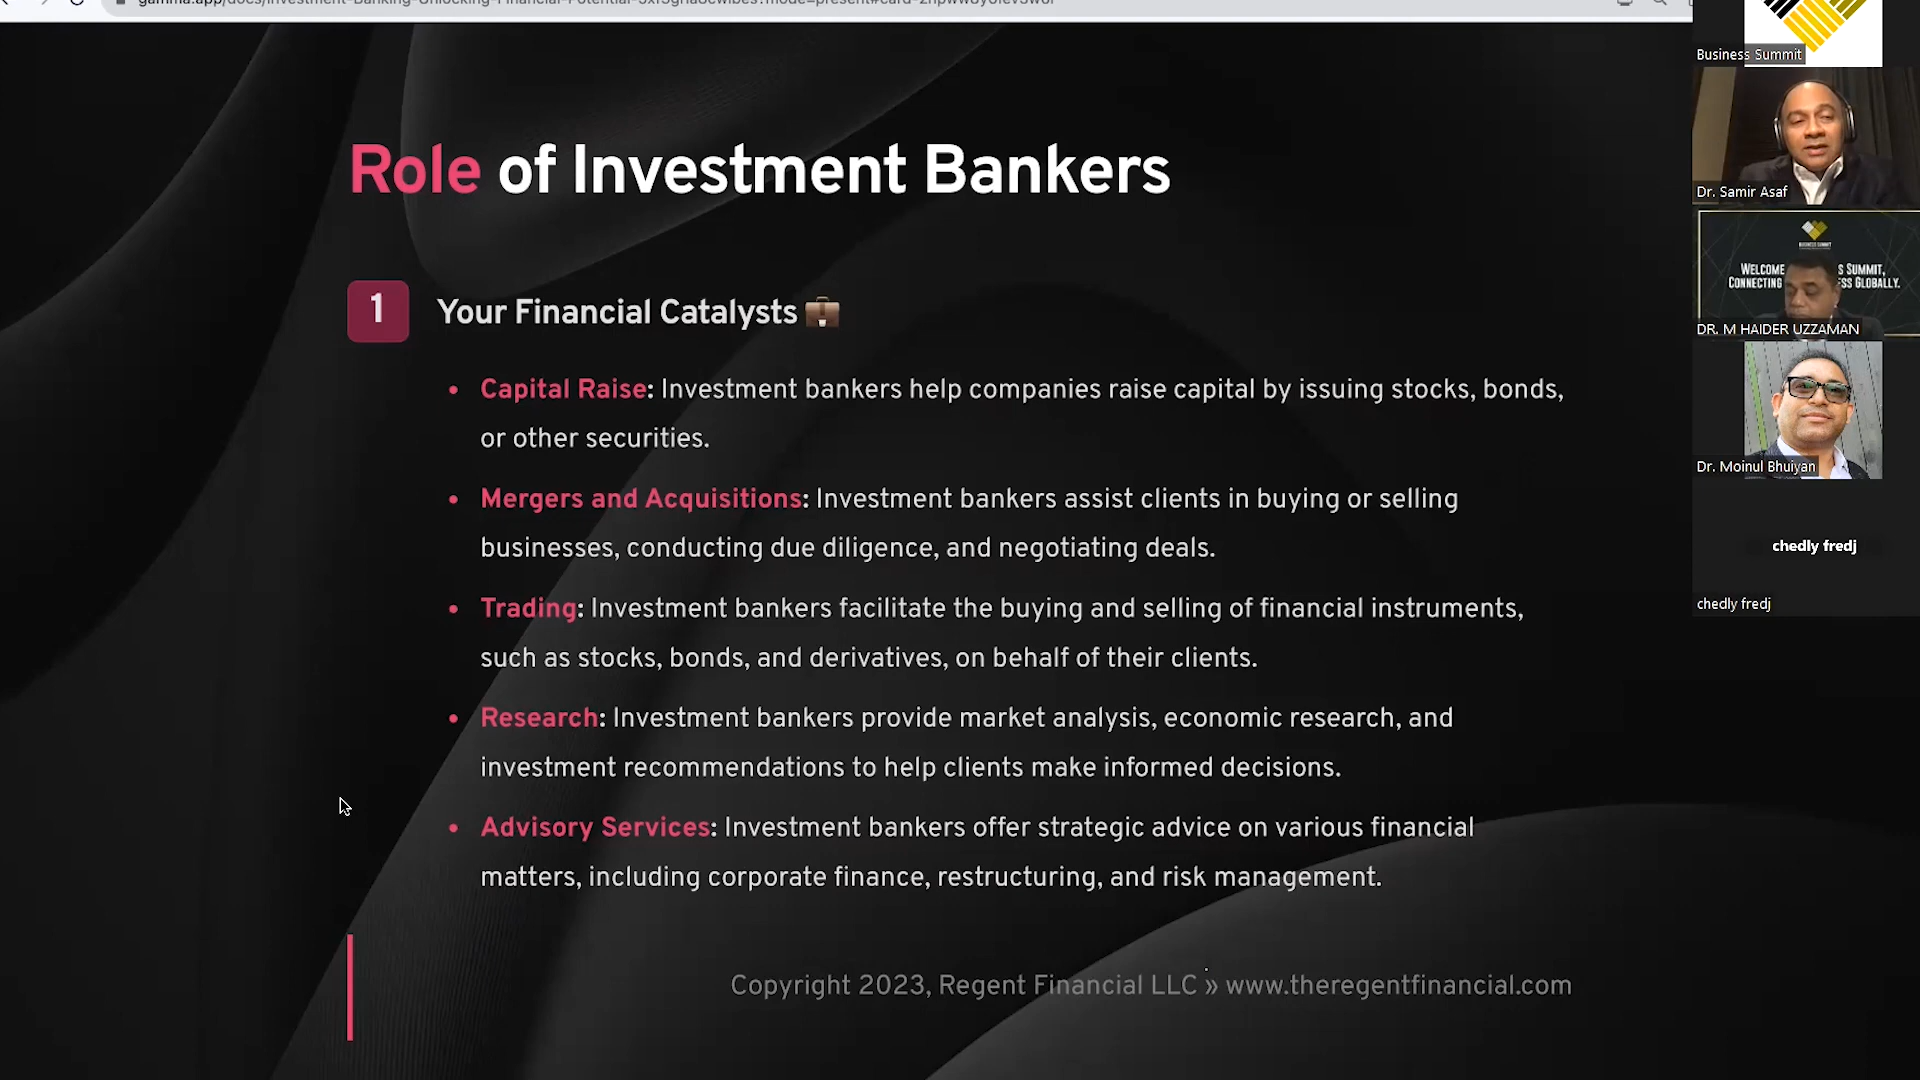 Role of Investment Bankers
1
Your Financial Catalysts
• Capital Raise: Investment bankers help companies raise capital by issuing stocks, bonds,
or other securities.
• Mergers and Acquisitions: Investment bankers assist clients in buying or selling
businesses, conducting due diligence, and negotiating deals.
• Trading: Investment bankers facilitate the buying and selling of financial instruments,
such as stocks, bonds, and derivatives, on behalf of their clients.
• Research: Investment bankers provide market analysis, economic research, and
investment recommendations to help clients make informed decisions.
• Advisory Services: Investment bankers offer strategic advice on various financial
matters, including corporate finance, restructuring, and risk management.
Copyright 2023, Regent Financial LLC » www.theregentfinancial.com
Business Summit
Dr. Samir Asaf
BUSINESS SUMMIT
WELCOME S SUMMIT,
CONNECTING SS GLOBALLY.
DR. M HAIDER UZZAMAN
Dr. Moinul Bhuiyan
chedly fredj
chedly fredj